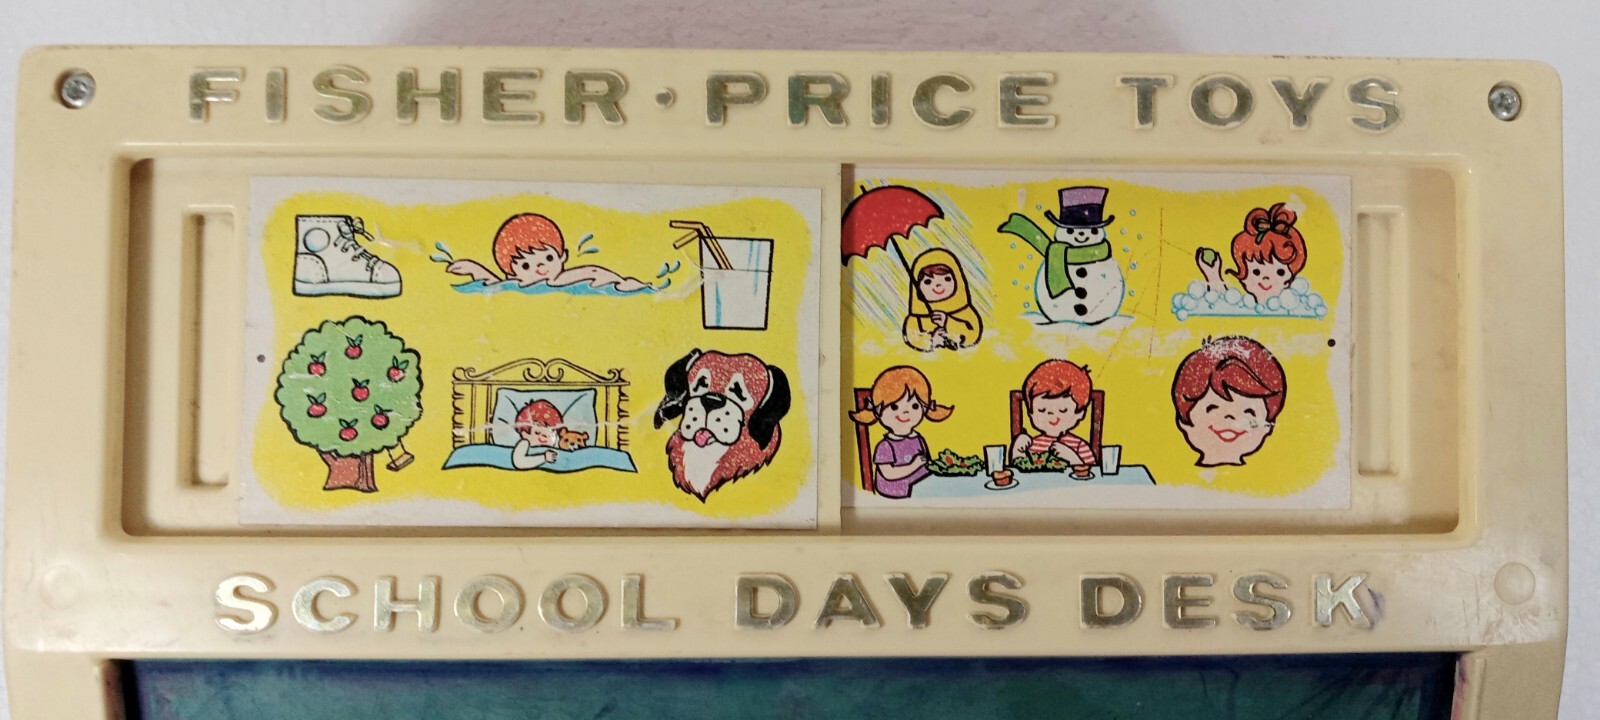 FISHER·PRICE TOYS
SCHOOL DAYS DESK